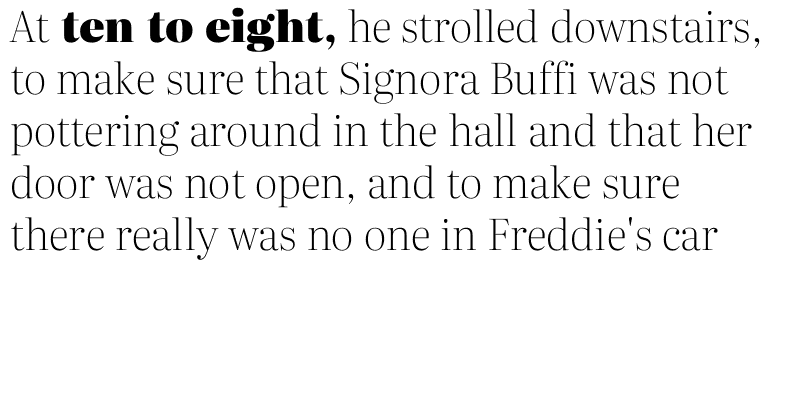 At ten to eight, he strolled downstairs,
to make sure that Signora Buffi was not
pottering around in the hall and that her
door was not open, and to make sure
there really was no one in Freddie's car